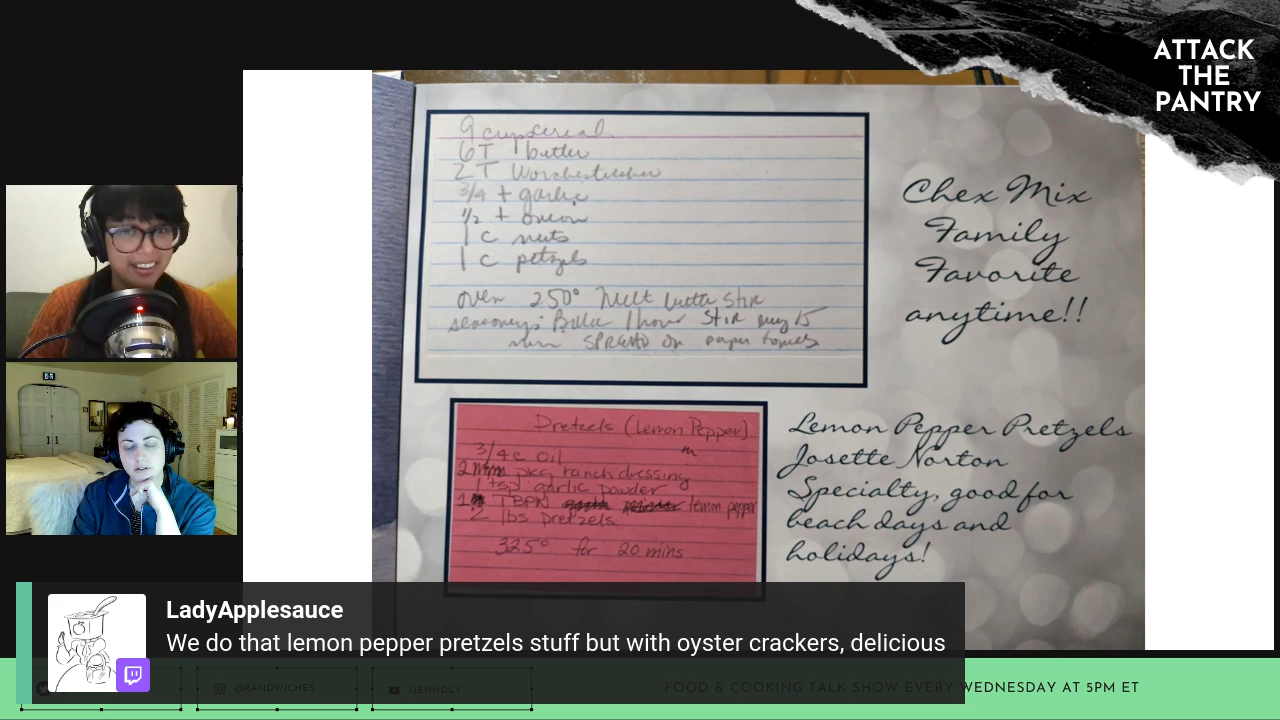 ATTACK
THE
PANTRY
9 cups cereal
6 T butter
2 T Worchestersher
3/4 t garlic
1/2 t onion
1 c nuts
1 c petzels
oven 250° Melt butter stir
seasonings Bake 1 hour STIR every 15
min SPREAD on paper towels
Chex Mix
Family
Favorite
anytime!!
Pretzels (Lemon Pepper)
3/4 c oil
2 pkg ranch dressing
1 tsp garlic powder
1 TBPN lemon pepper
2 lbs pretzels
325° for 20 mins
Lemon Pepper Pretzels
Josette Norton
Specialty, good for
beach days and
holidays!
LadyApplesauce
We do that lemon pepper pretzels stuff but with oyster crackers, delicious
@RANDWICHES
/JENNDLV
FOOD & COOKING TALK SHOW EVERY WEDNESDAY AT 5PM ET